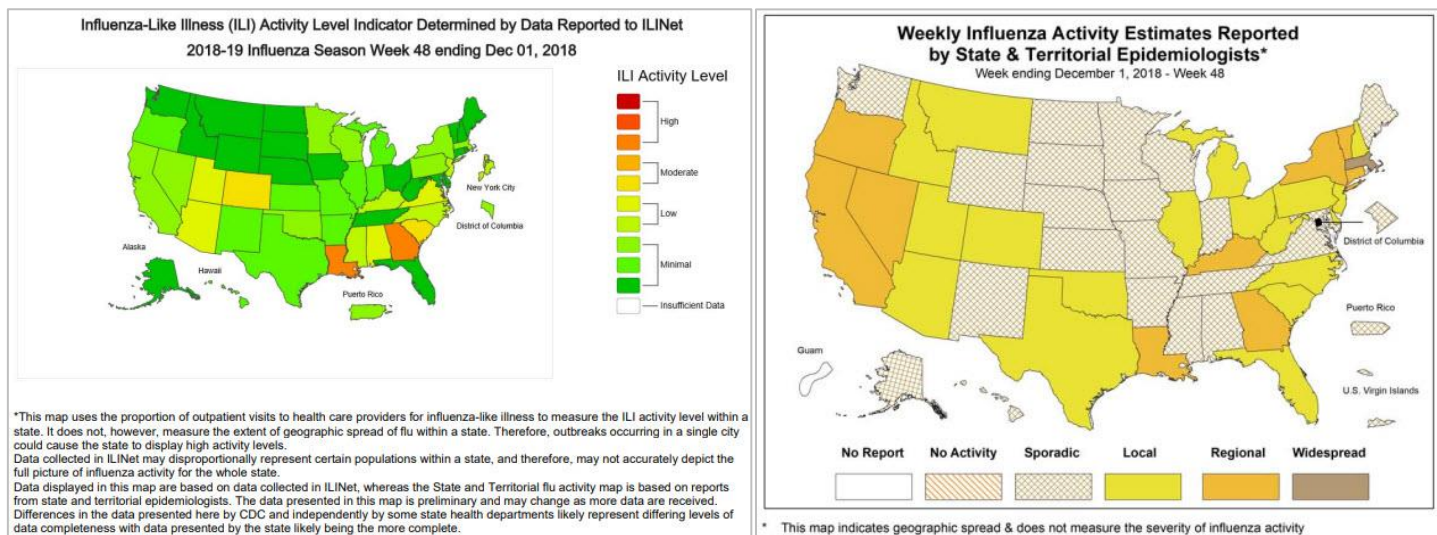 Influenza-Like Illness (ILI) Activity Level Indicator Determined by Data Reported to ILINet
2018-19 Influenza Season Week 48 ending Dec 01, 2018
ILI Activity Level
High
Moderate
Low
Minimal
Insufficient Data
New York City
District of Columbia
Alaska
Hawaii
Puerto Rico
*This map uses the proportion of outpatient visits to health care providers for influenza-like illness to measure the ILI activity level within a
state. It does not, however, measure the extent of geographic spread of flu within a state. Therefore, outbreaks occurring in a single city
could cause the state to display high activity levels.
Data collected in ILINet may disproportionally represent certain populations within a state, and therefore, may not accurately depict the
full picture of influenza activity for the whole state.
Data displayed in this map are based on data collected in ILINet, whereas the State and Territorial flu activity map is based on reports
from state and territorial epidemiologists. The data presented in this map is preliminary and may change as more data are received.
Differences in the data presented here by CDC and independently by some state health departments likely represent differing levels of
data completeness with data presented by the state likely being the more complete.
Weekly Influenza Activity Estimates Reported
by State & Territorial Epidemiologists*
Week ending December 1, 2018 - Week 48
District of Columbia
Puerto Rico
U.S. Virgin Islands
Guam
No Report
No Activity
Sporadic
Local
Regional
Widespread
* This map indicates geographic spread & does not measure the severity of influenza activity